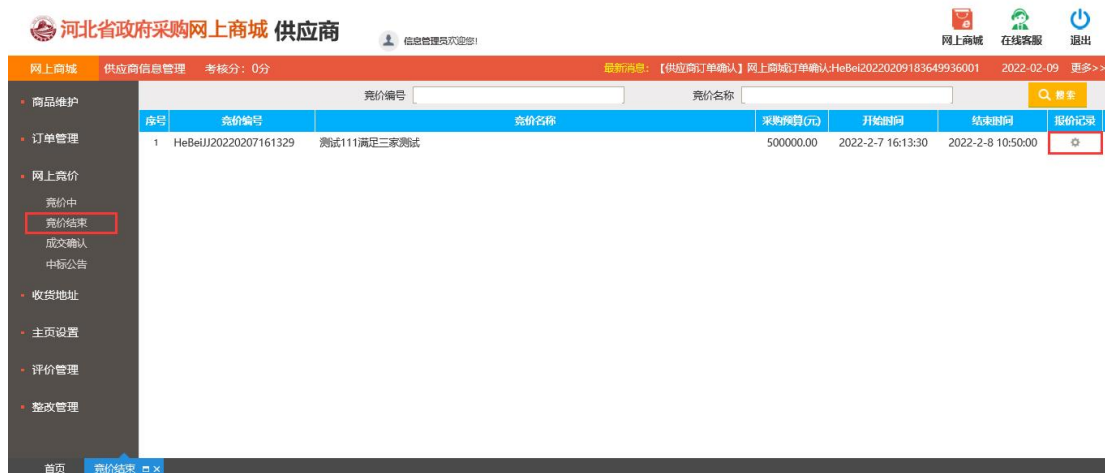 河北省政府采购网上商城 供应商
信息管理员欢迎您!
网上商城 在线客服 退出
网上商城 供应商信息管理 考核分：0分 最新消息：【供应商订单确认】网上商城订单确认:HeBei20220209183649936001 2022-02-09 更多>>
商品维护
订单管理
网上竞价
竞价中
竞价结束
成交确认
中标公告
收货地址
主页设置
评价管理
整改管理
竞价编号 竞价名称 搜索
序号 竞价编号 竞价名称 采购预算(元) 开始时间 结束时间 报价记录
1 HeBeiJJ20220207161329 测试111满足三家测试 500000.00 2022-2-7 16:13:30 2022-2-8 10:50:00
首页 竞价结束